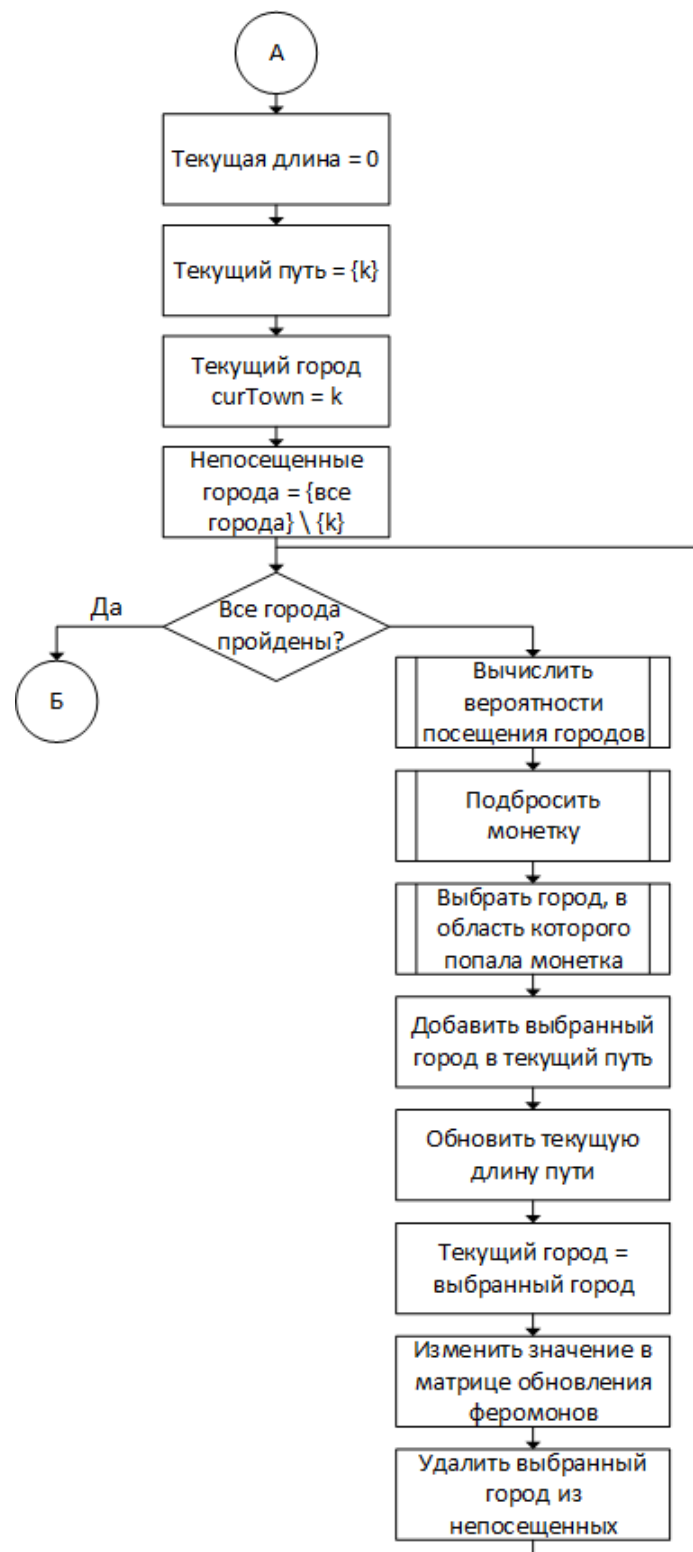 А
Текущая длина = 0
Текущий путь = {k}
Текущий город
curTown = k
Непосещенные
города = {все
города} \ {k}
Все города
пройдены?
Да
Б
Вычислить
вероятности
посещения городов
Подбросить
монетку
Выбрать город, в
область которого
попала монетка
Добавить выбранный
город в текущий путь
Обновить текущую
длину пути
Текущий город =
выбранный город
Изменить значение в
матрице обновления
феромонов
Удалить выбранный
город из
непосещенных